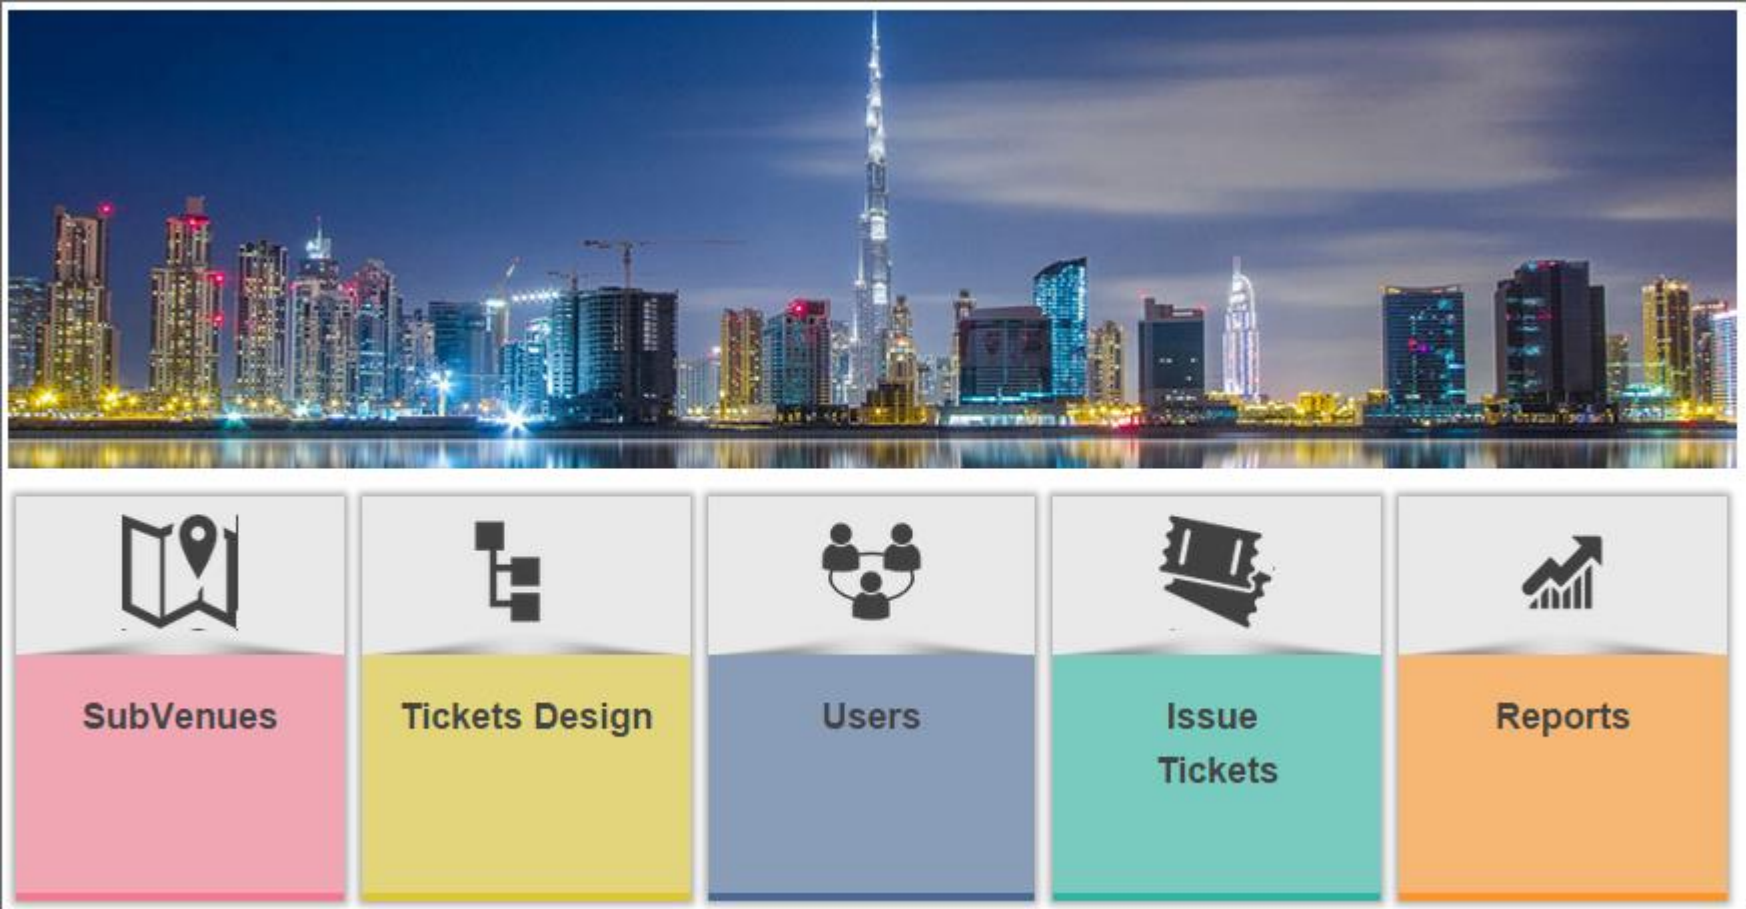 SubVenues
Tickets Design
Users
Issue
Tickets
Reports